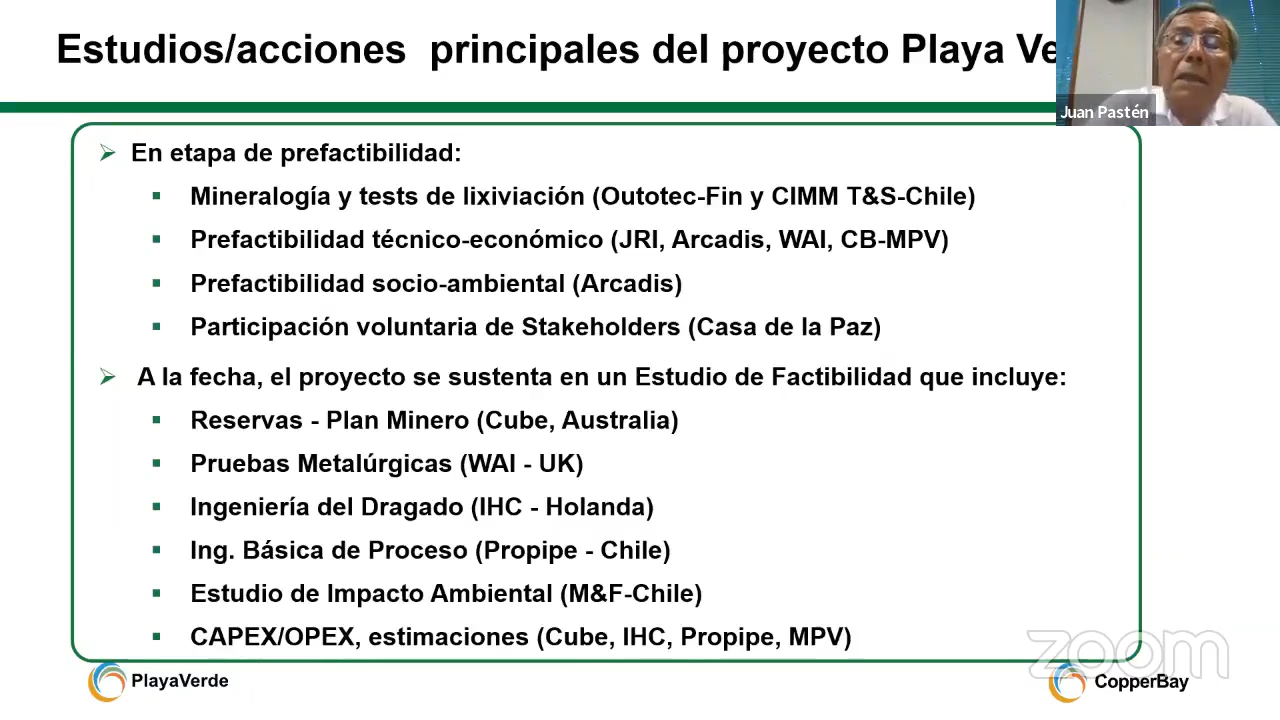 Estudios/acciones principales del proyecto Playa Ve
Juan Pastén
En etapa de prefactibilidad:
Mineralogía y tests de lixiviación (Outotec-Fin y CIMM T&S-Chile)
Prefactibilidad técnico-económico (JRI, Arcadis, WAI, CB-MPV)
Prefactibilidad socio-ambiental (Arcadis)
Participación voluntaria de Stakeholders (Casa de la Paz)
A la fecha, el proyecto se sustenta en un Estudio de Factibilidad que incluye:
Reservas - Plan Minero (Cube, Australia)
Pruebas Metalúrgicas (WAI - UK)
Ingeniería del Dragado (IHC - Holanda)
Ing. Básica de Proceso (Propipe - Chile)
Estudio de Impacto Ambiental (M&F-Chile)
CAPEX/OPEX, estimaciones (Cube, IHC, Propipe, MPV)
zoom
PlayaVerde
CopperBay